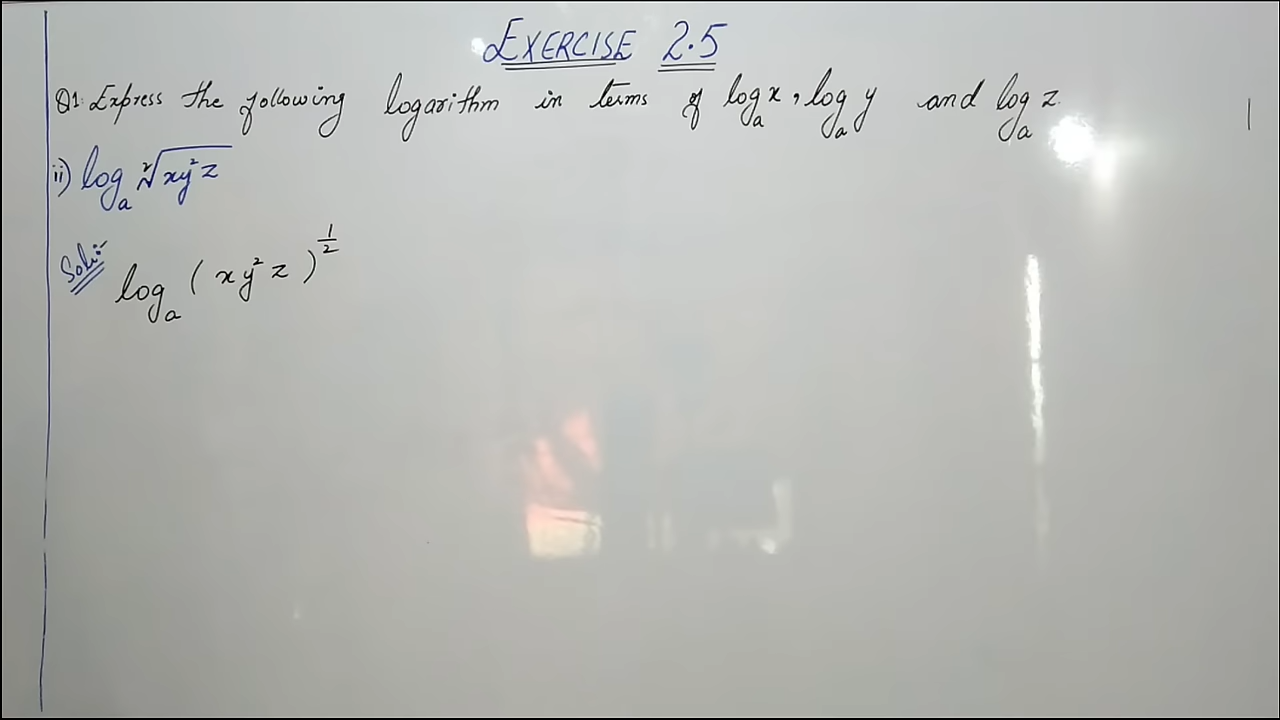 EXERCISE 2.5
Q1. Express the following logarithm in terms of logₐx, logₐy and logₐz.
ii) logₐ ²√(xy²z)
Soln:-
logₐ (xy²z)^(1/2)